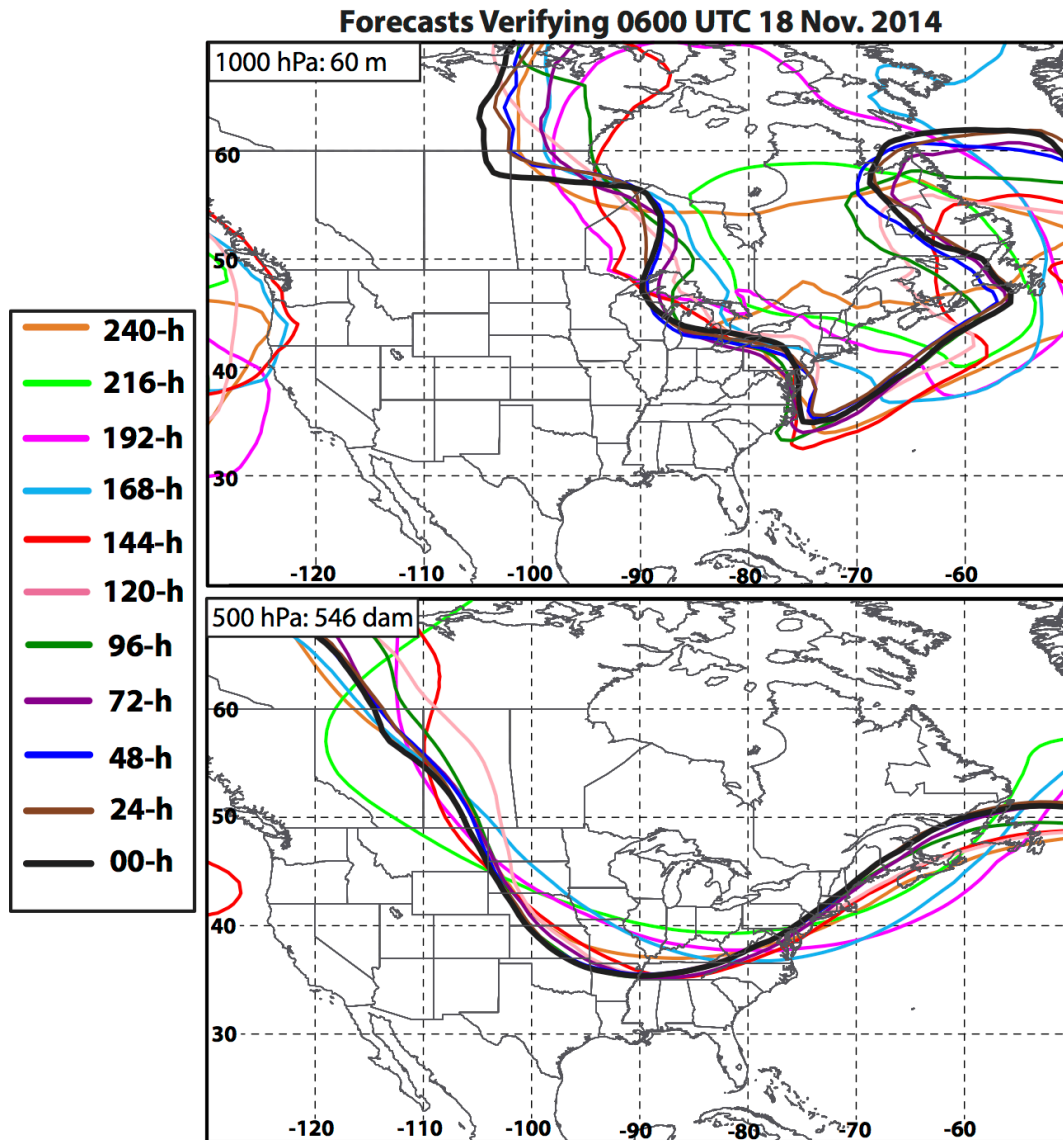 Forecasts Verifying 0600 UTC 18 Nov. 2014
1000 hPa: 60 m
60
50
40
30
-120
-100
-90
-80
-70
-60
240-h
216-h
192-h
168-h
144-h
120-h
96-h
72-h
48-h
24-h
00-h
500 hPa: 546 dam
60
50
40
30
-120
-110
-100
-90
-80
-70
-60